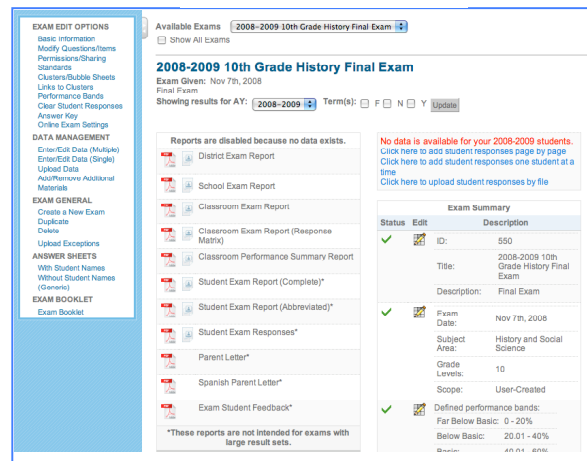 EXAM EDIT OPTIONS
Basic Information
Modify Questions/Items
Permissions/Sharing
Standards
Clusters/Bubble Sheets
Links to Clusters
Performance Bands
Clear Student Responses
Answer Key
Online Exam Settings
DATA MANAGEMENT
Enter/Edit Data (Multiple)
Enter/Edit Data (Single)
Upload Data
Add/Remove Additional
Materials
EXAM GENERAL
Create a New Exam
Duplicate
Delete
Upload Exceptions
ANSWER SHEETS
With Student Names
Without Student Names
(Generic)
EXAM BOOKLET
Exam Booklet
Available Exams 2008-2009 10th Grade History Final Exam
Show All Exams
2008-2009 10th Grade History Final Exam
Exam Given: Nov 7th, 2008
Final Exam
Showing results for AY: 2008-2009 Term(s): F N Y Update
Reports are disabled because no data exists.
District Exam Report
School Exam Report
Classroom Exam Report
Classroom Exam Report (Response
Matrix)
Classroom Performance Summary Report
Student Exam Report (Complete)*
Student Exam Report (Abbreviated)*
Student Exam Responses*
Parent Letter*
Spanish Parent Letter*
Exam Student Feedback*
*These reports are not intended for exams with
large result sets.
No data is available for your 2008-2009 students.
Click here to add student responses page by page
Click here to add student responses one student at a
time
Click here to upload student responses by file
Exam Summary
Status Edit Description
ID: 550
Title: 2008-2009 10th
Grade History Final
Exam
Description: Final Exam
Exam
Date: Nov 7th, 2008
Subject
Area: History and Social
Science
Grade
Levels: 10
Scope: User-Created
Defined performance bands:
Far Below Basic: 0 - 20%
Below Basic: 20.01 - 40%
Basic: 40.01 - 60%